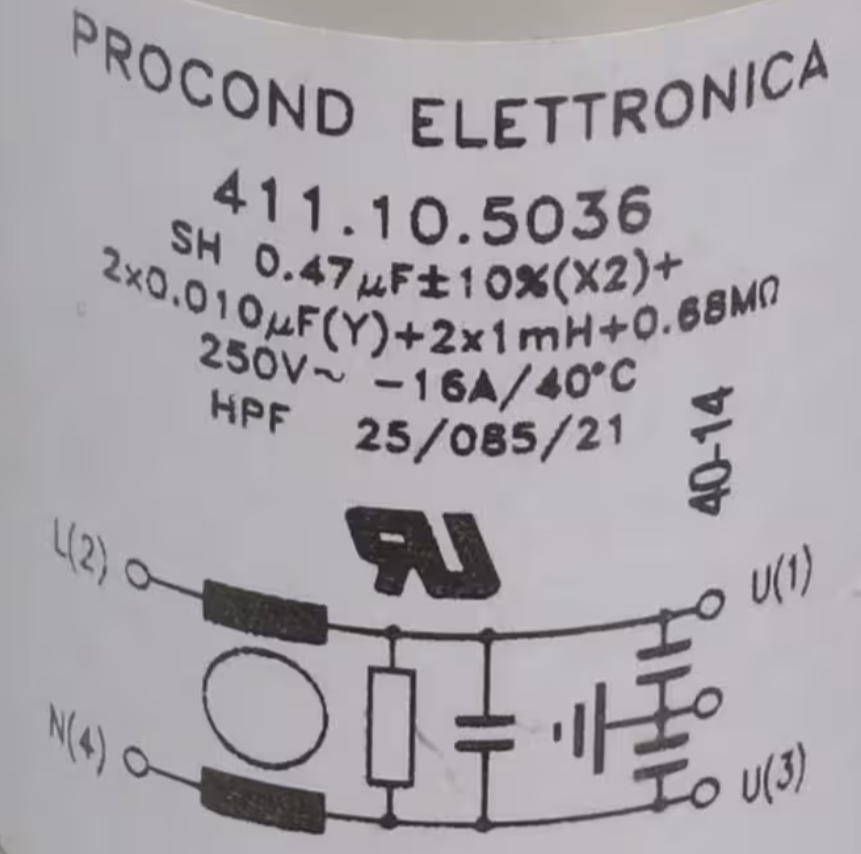 PROCOND ELETTRONICA
411.10.5036
SH 0.47µF±10%(X2)+
2x0.010µF(Y)+2x1mH+0.68MΩ
250V~ -16A/40°C
HPF 25/085/21
40-14
L(2)
U(1)
N(4)
U(3)